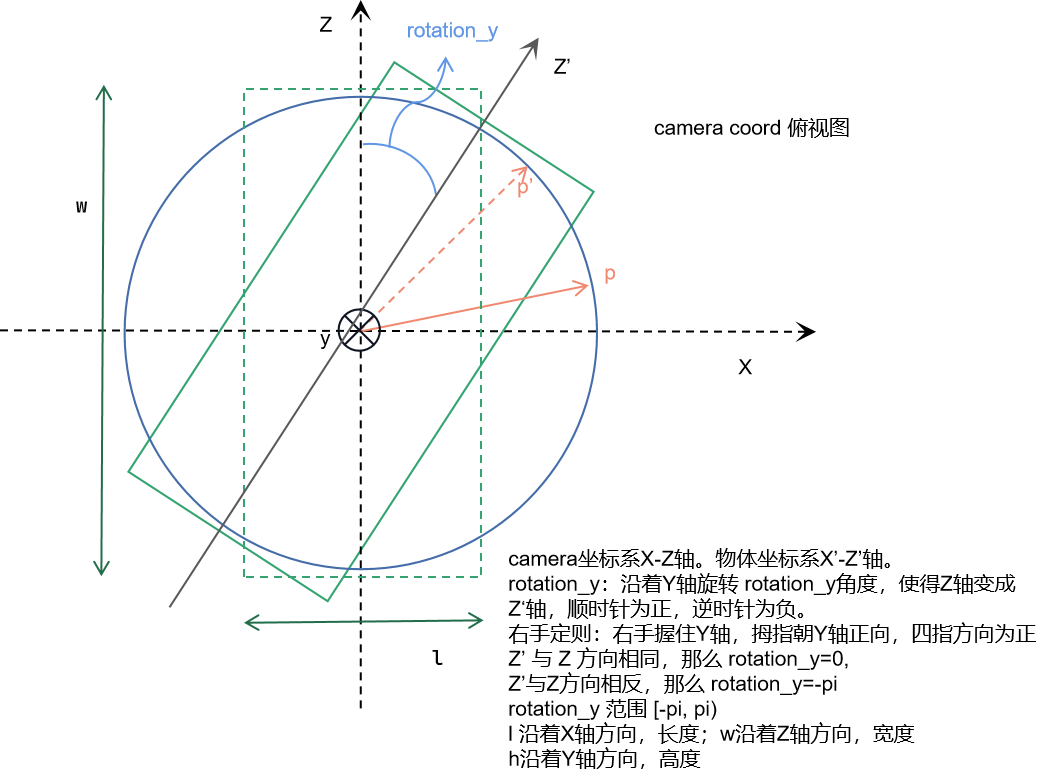 Z
rotation_y
Z’
camera coord 俯视图
w
p’
p
y
X
l
camera坐标系X-Z轴。物体坐标系X’-Z’轴。
rotation_y：沿着Y轴旋转 rotation_y角度，使得Z轴变成
Z‘轴，顺时针为正，逆时针为负。
右手定则：右手握住Y轴，拇指朝Y轴正向，四指方向为正
Z’ 与 Z 方向相同，那么 rotation_y=0,
Z’与Z方向相反，那么 rotation_y=-pi
rotation_y 范围 [-pi, pi)
l 沿着X轴方向，长度；w沿着Z轴方向，宽度
h沿着Y轴方向，高度